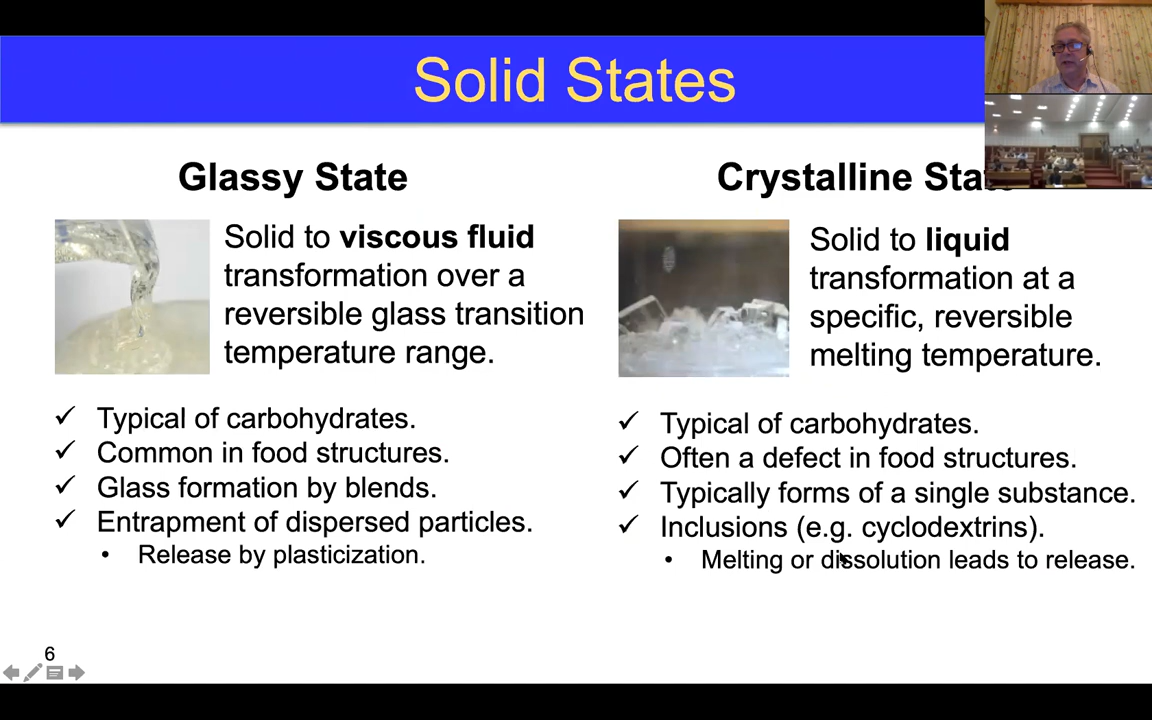 Solid States
Glassy State
Solid to viscous fluid
transformation over a
reversible glass transition
temperature range.
✓ Typical of carbohydrates.
✓ Common in food structures.
✓ Glass formation by blends.
✓ Entrapment of dispersed particles.
• Release by plasticization.
Crystalline
Solid to liquid
transformation at a
specific, reversible
melting temperature.
✓ Typical of carbohydrates.
✓ Often a defect in food structures.
✓ Typically forms of a single substance.
✓ Inclusions (e.g. cyclodextrins).
• Melting or dissolution leads to release.
6